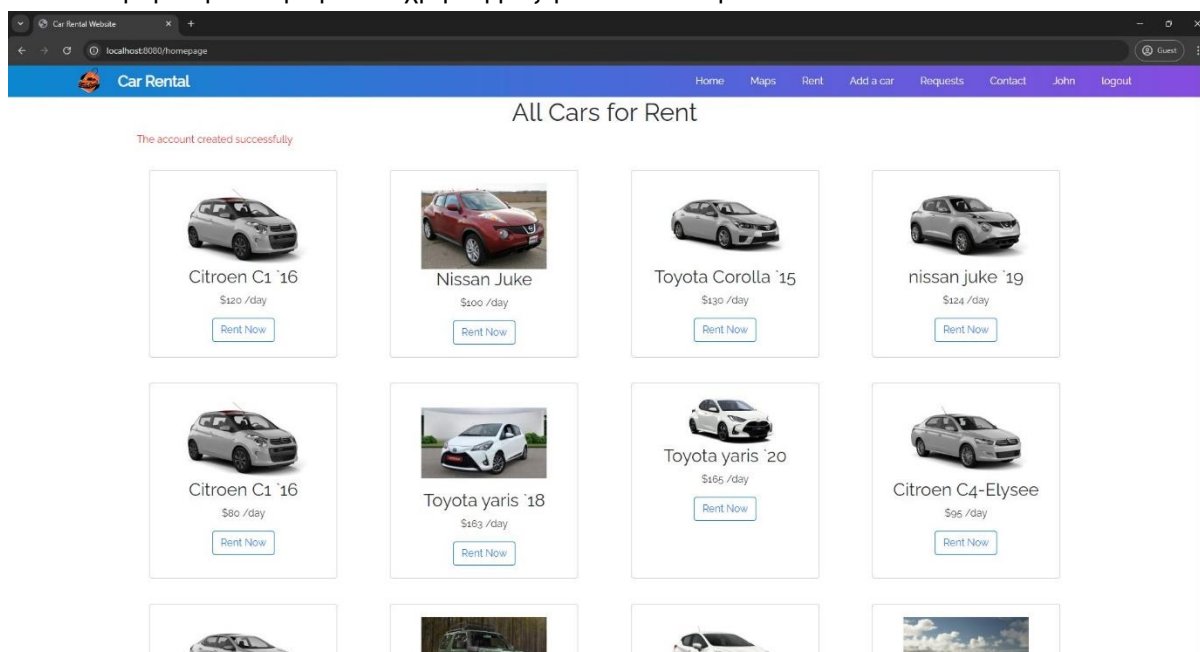 Car Rental Website
localhost:8080/homepage
Guest
Car Rental
Home Maps Rent Add a car Requests Contact John logout
All Cars for Rent
The account created successfully
Citroen C1 `16
$120 /day
Rent Now
Nissan Juke
$100 /day
Rent Now
Toyota Corolla `15
$130 /day
Rent Now
nissan juke `19
$124 /day
Rent Now
Citroen C1 `16
$80 /day
Rent Now
Toyota yaris `18
$163 /day
Rent Now
Toyota yaris `20
$165 /day
Rent Now
Citroen C4-Elysee
$95 /day
Rent Now